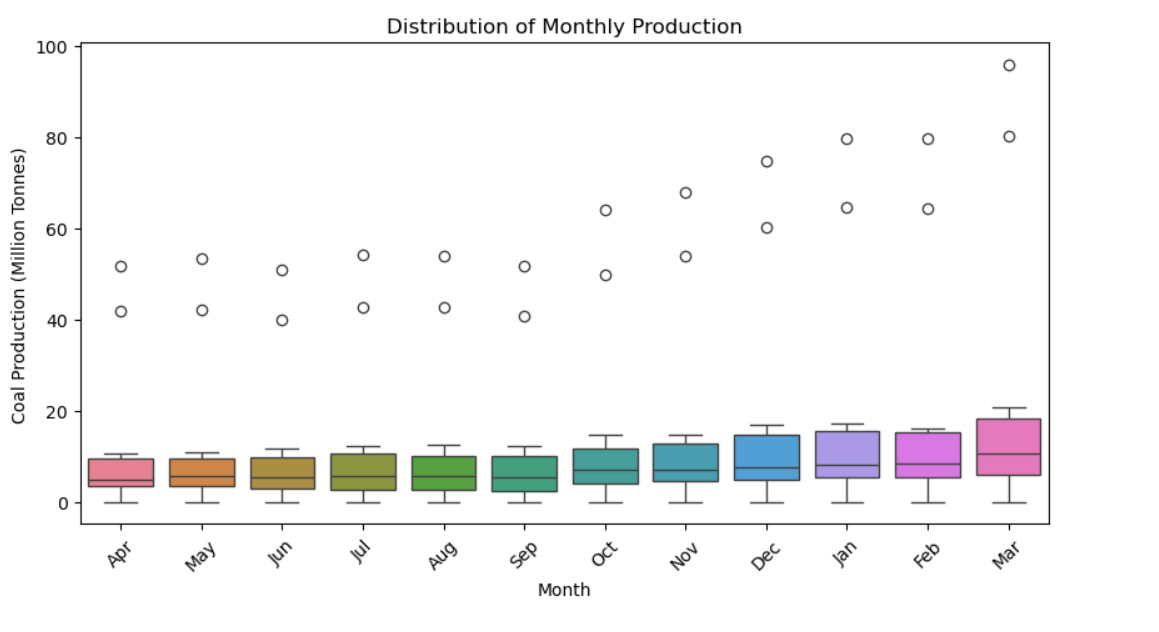 Distribution of Monthly Production
Coal Production (Million Tonnes)
100
80
60
40
20
0
Apr May Jun Jul Aug Sep Oct Nov Dec Jan Feb Mar
Month